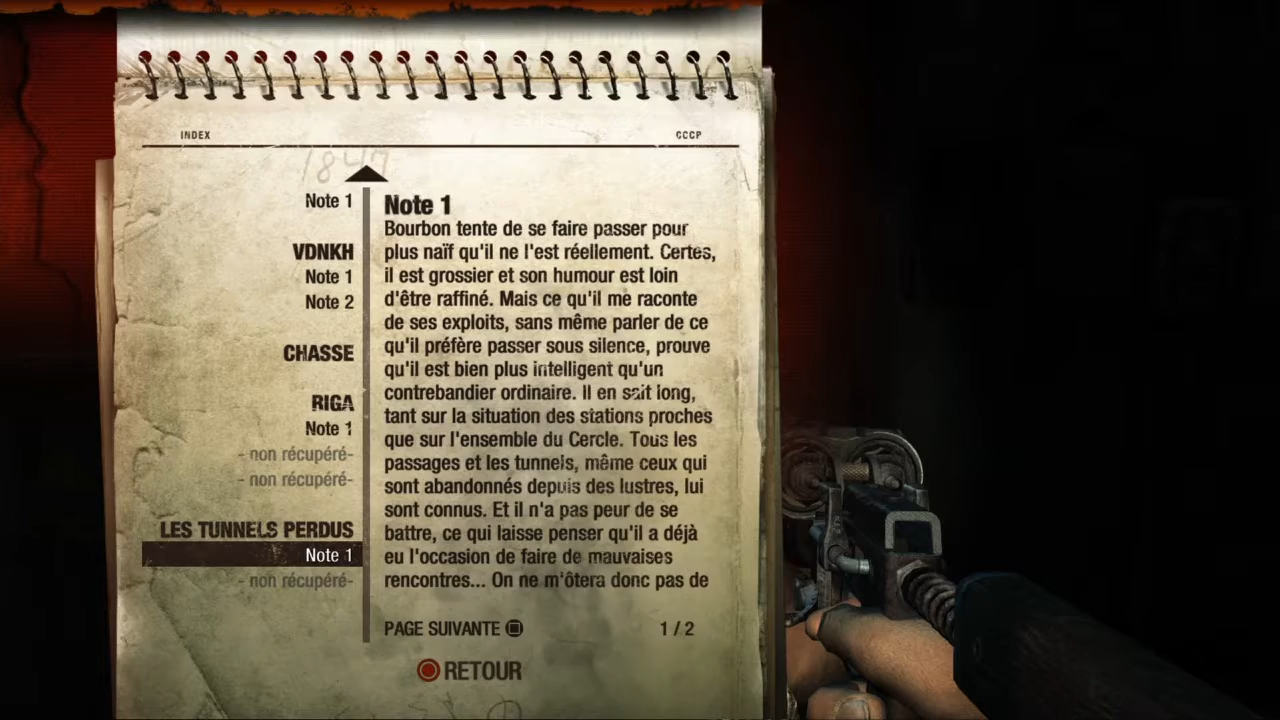 INDEX
CCCP
1847
Note 1
VDNKH
Note 1
Note 2
CHASSE
RIGA
Note 1
- non récupéré-
- non récupéré-
LES TUNNELS PERDUS
Note 1
- non récupéré-
Note 1
Bourbon tente de se faire passer pour
plus naïf qu'il ne l'est réellement. Certes,
il est grossier et son humour est loin
d'être raffiné. Mais ce qu'il me raconte
de ses exploits, sans même parler de ce
qu'il préfère passer sous silence, prouve
qu'il est bien plus intelligent qu'un
contrebandier ordinaire. Il en sait long,
tant sur la situation des stations proches
que sur l'ensemble du Cercle. Tous les
passages et les tunnels, même ceux qui
sont abandonnés depuis des lustres, lui
sont connus. Et il n'a pas peur de se
battre, ce qui laisse penser qu'il a déjà
eu l'occasion de faire de mauvaises
rencontres... On ne m'ôtera donc pas de
PAGE SUIVANTE
1 / 2
RETOUR